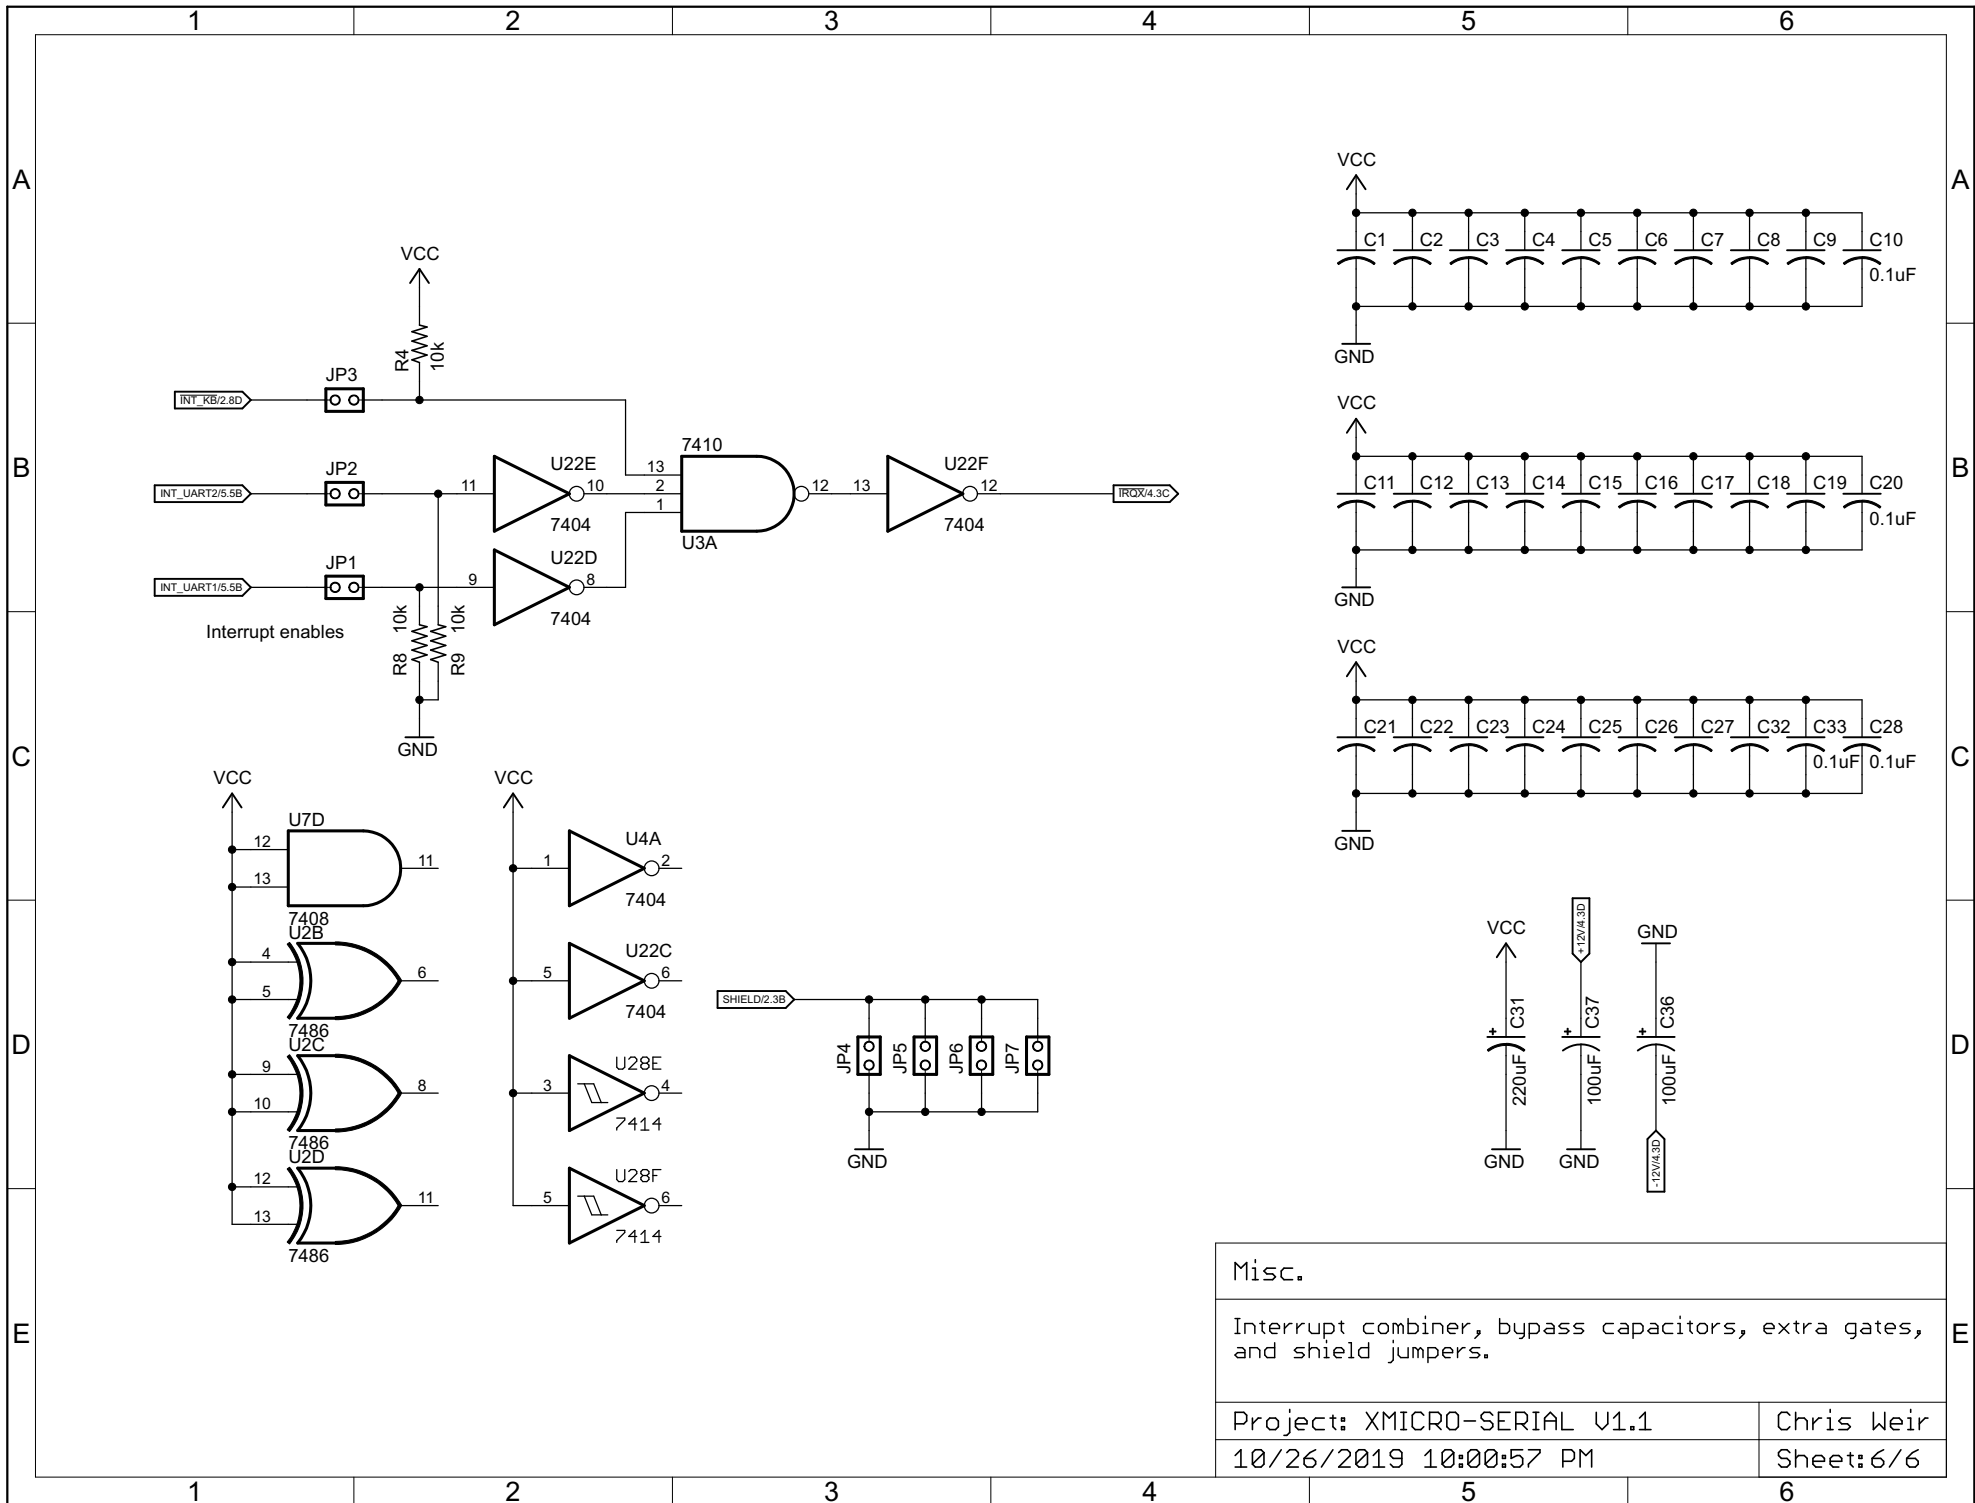 1 2 3 4 5 6
A
B
C
D
E
A
B
C
D
E
VCC
R4
10k
JP3
INT_KB/2.8D
JP2
INT_UART2/5.5B
11
U22E
10
7404
JP1
INT_UART1/5.5B
9
U22D
8
7404
Interrupt enables
R8
10k
R9
10k
GND
7410
13
2
1
12
U3A
13
U22F
12
7404
IRQX/4.3C
VCC
C1 C2 C3 C4 C5 C6 C7 C8 C9 C10
0.1uF
GND
VCC
C11 C12 C13 C14 C15 C16 C17 C18 C19 C20
0.1uF
GND
VCC
C21 C22 C23 C24 C25 C26 C27 C32 C33 C28
0.1uF 0.1uF
GND
VCC
U7D
12
13
11
7408
U2B
4
5
6
7486
U2C
9
10
8
7486
U2D
12
13
11
7486
VCC
U4A
1
2
7404
U22C
5
6
7404
U28E
3
4
7414
U28F
5
6
7414
SHIELD/2.3B
JP4
JP5
JP6
JP7
GND
VCC
+
C31
220uF
GND
+12V/4.3D
+
C37
100uF
GND
GND
+
C36
100uF
-12V/4.3D
Misc.
Interrupt combiner, bypass capacitors, extra gates,
and shield jumpers.
Project: XMICRO-SERIAL V1.1
Chris Weir
10/26/2019 10:00:57 PM
Sheet:6/6
1 2 3 4 5 6